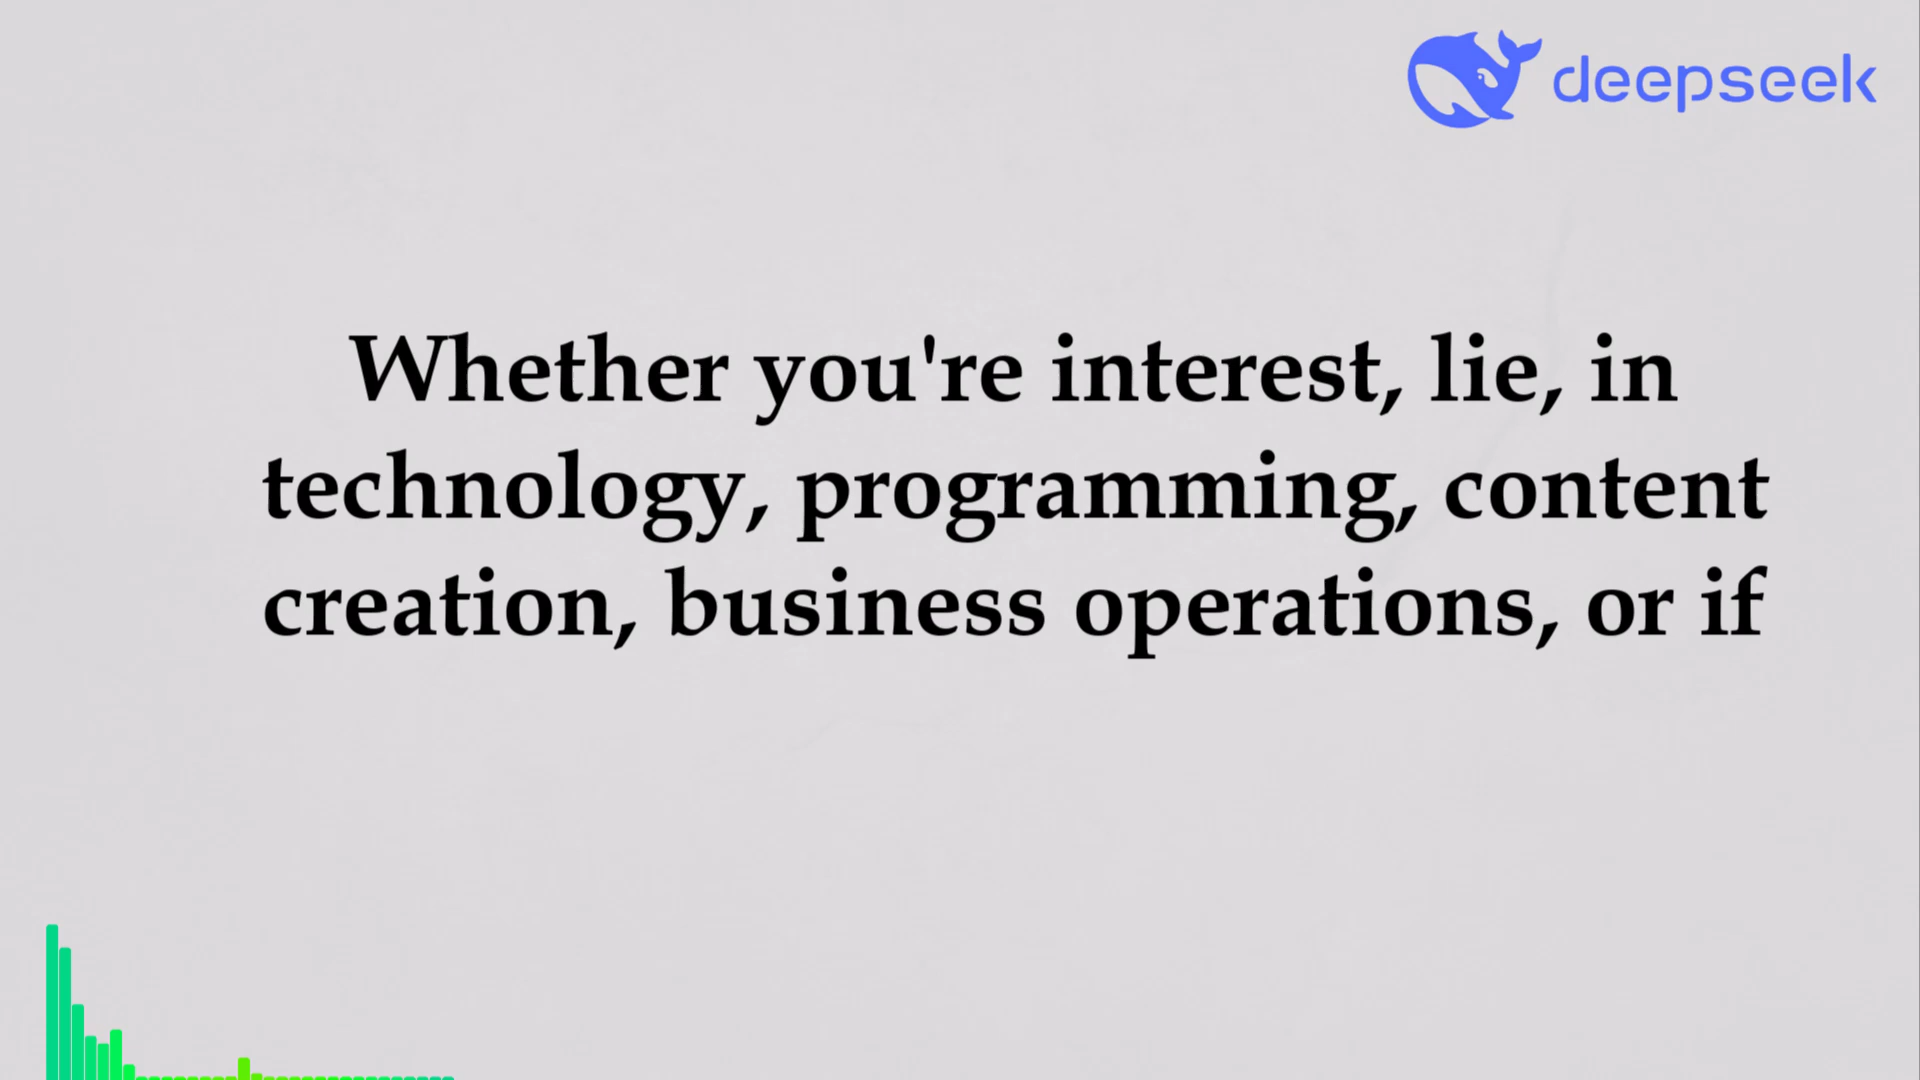 deepseek
Whether you're interest, lie, in
technology, programming, content
creation, business operations, or if